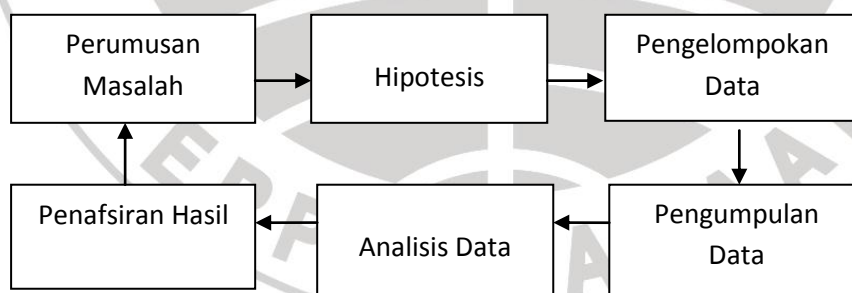 Perumusan
Masalah
Hipotesis
Pengelompokan
Data
Penafsiran Hasil
Analisis Data
Pengumpulan
Data